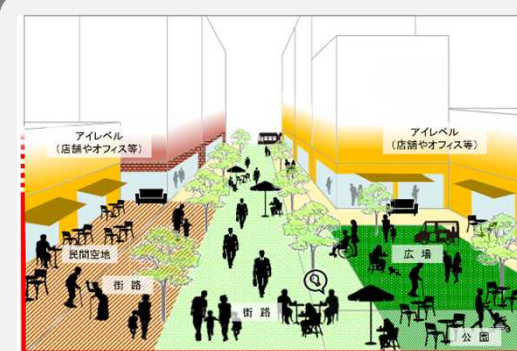 アイレベル
(店舗やオフィス等)
アイレベル
(店舗やオフィス等)
民間空地
広場
街路
街路
公園